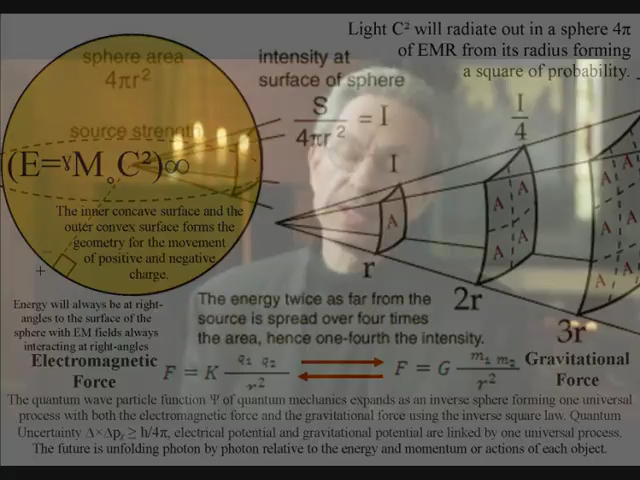 Light C² will radiate out in a sphere 4π
of EMR from its radius forming
a square of probability.
sphere area
4πr²
intensity at
surface of sphere
S
4πr²
= I
source strength
(E=ˠM₀C²)∞
The inner concave surface and the
outer convex surface forms the
geometry for the movement
of positive and negative
charge.
−
+
I
I
4
A
A A
A A
A A
A
A A
r
2r
3r
Energy will always be at right-
angles to the surface of the
sphere with EM fields always
interacting at right-angles
The energy twice as far from the
source is spread over four times
the area, hence one-fourth the intensity.
Electromagnetic
Force
F = K q₁ q₂
r²
F = G m₁ m₂
r²
Gravitational
Force
The quantum wave particle function Ψ of quantum mechanics expands as an inverse sphere forming one universal
process with both the electromagnetic force and the gravitational force using the inverse square law. Quantum
Uncertainty Δ×Δpᵪ ≥ h/4π, electrical potential and gravitational potential are linked by one universal process.
The future is unfolding photon by photon relative to the energy and momentum or actions of each object.